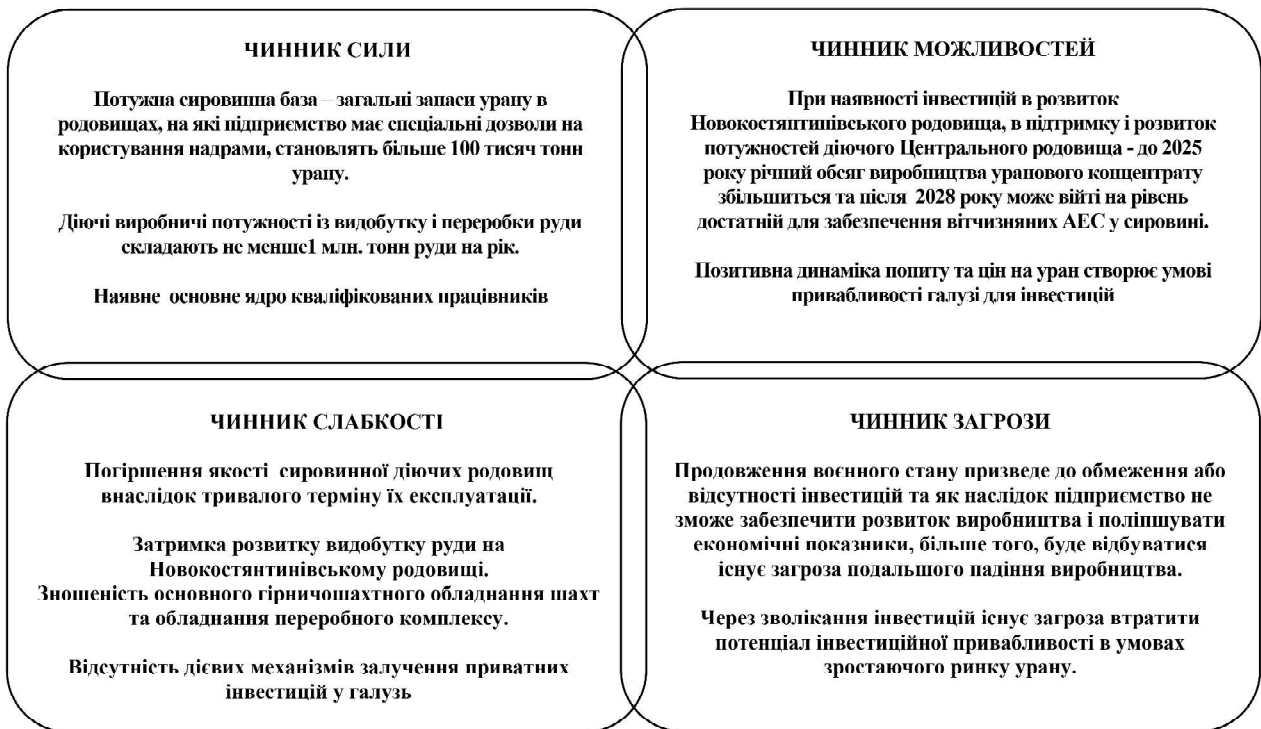 ЧИННИК СИЛИ
Потужна сировинна база – загальні запаси урану в
родовищах, на які підприємство має спеціальні дозволи на
користування надрами, становлять більше 100 тисяч тонн
урану.
Діючі виробничі потужності із видобутку і переробки руди
складають не менше1 млн. тонн руди на рік.
Наявне основне ядро кваліфікованих працівників
ЧИННИК МОЖЛИВОСТЕЙ
При наявності інвестицій в розвиток
Новокостянтинівського родовища, в підтримку і розвиток
потужностей діючого Центрального родовища - до 2025
року річний обсяг виробництва уранового концентрату
збільшиться та після 2028 року може війті на рівень
достатній для забезпечення вітчизняних АЕС у сировині.
Позитивна динаміка попиту та цін на уран створює умові
привабливості галузі для інвестицій
ЧИННИК СЛАБКОСТІ
Погіршення якості сировинної діючих родовищ
внаслідок тривалого терміну їх експлуатації.
Затримка розвитку видобутку руди на
Новокостянтинівському родовищі.
Зношеність основного гірничошахтного обладнання шахт
та обладнання переробного комплексу.
Відсутність дієвих механізмів залучення приватних
інвестицій у галузь
ЧИННИК ЗАГРОЗИ
Продовження воєнного стану призведе до обмеження або
відсутності інвестицій та як наслідок підприємство не
зможе забезпечити розвиток виробництва і поліпшувати
економічні показники, більше того, буде відбуватися
існує загроза подальшого падіння виробництва.
Через зволікання інвестицій існує загроза втратити
потенціал інвестиційної привабливості в умовах
зростаючого ринку урану.